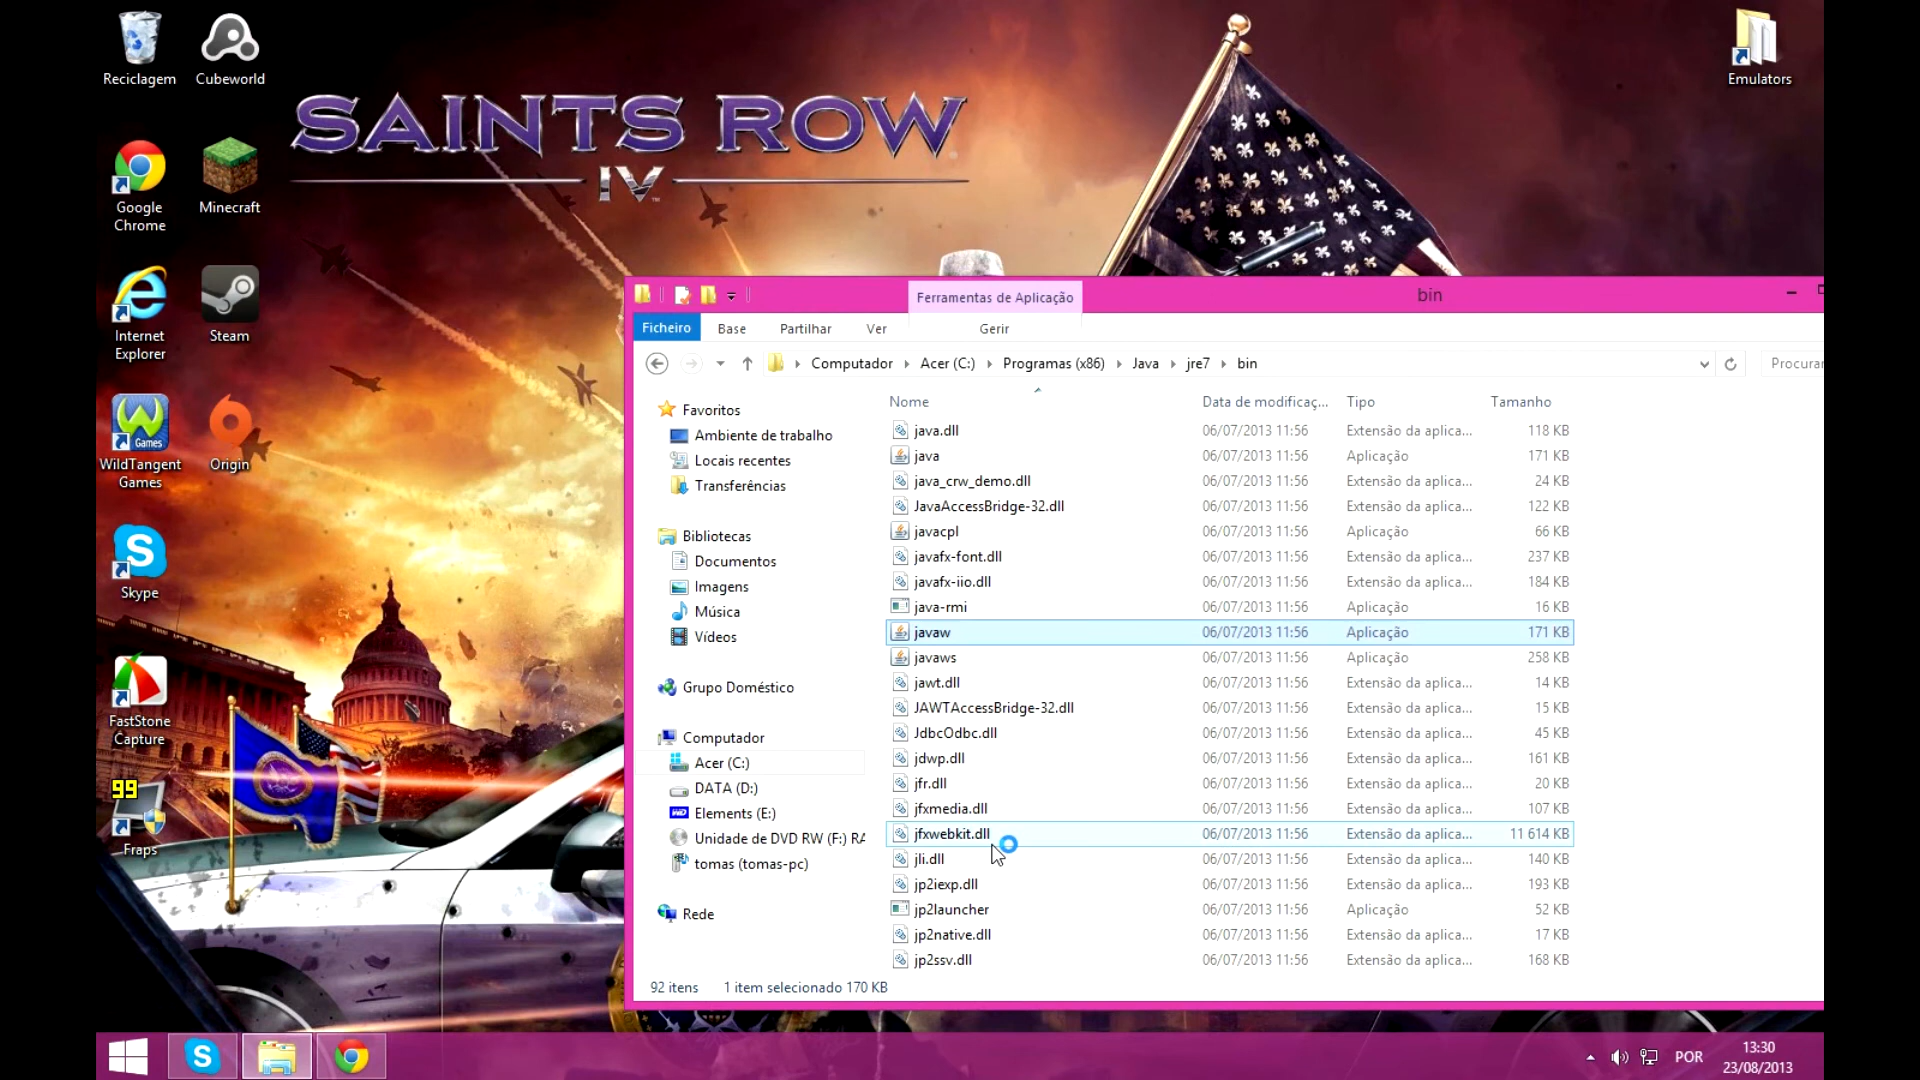 Reciclagem
Cubeworld
Emulators
SAINTS ROW
IV
Google
Chrome
Minecraft
Internet
Explorer
Steam
Games
WildTangent
Games
Origin
Skype
FastStone
Capture
99
Fraps
Ferramentas de Aplicação
bin
Ficheiro
Base
Partilhar
Ver
Gerir
Computador
Acer (C:)
Programas (x86)
Java
jre7
bin
Procurar
Favoritos
Ambiente de trabalho
Locais recentes
Transferências
Bibliotecas
Documentos
Imagens
Música
Vídeos
Grupo Doméstico
Computador
Acer (C:)
DATA (D:)
Elements (E:)
Unidade de DVD RW (F:) RA
tomas (tomas-pc)
Rede
Nome Data de modificaç... Tipo Tamanho
java.dll 06/07/2013 11:56 Extensão da aplica... 118 KB
java 06/07/2013 11:56 Aplicação 171 KB
java_crw_demo.dll 06/07/2013 11:56 Extensão da aplica... 24 KB
JavaAccessBridge-32.dll 06/07/2013 11:56 Extensão da aplica... 122 KB
javacpl 06/07/2013 11:56 Aplicação 66 KB
javafx-font.dll 06/07/2013 11:56 Extensão da aplica... 237 KB
javafx-iio.dll 06/07/2013 11:56 Extensão da aplica... 184 KB
java-rmi 06/07/2013 11:56 Aplicação 16 KB
javaw 06/07/2013 11:56 Aplicação 171 KB
javaws 06/07/2013 11:56 Aplicação 258 KB
jawt.dll 06/07/2013 11:56 Extensão da aplica... 14 KB
JAWTAccessBridge-32.dll 06/07/2013 11:56 Extensão da aplica... 15 KB
JdbcOdbc.dll 06/07/2013 11:56 Extensão da aplica... 45 KB
jdwp.dll 06/07/2013 11:56 Extensão da aplica... 161 KB
jfr.dll 06/07/2013 11:56 Extensão da aplica... 20 KB
jfxmedia.dll 06/07/2013 11:56 Extensão da aplica... 107 KB
jfxwebkit.dll 06/07/2013 11:56 Extensão da aplica... 11 614 KB
jli.dll 06/07/2013 11:56 Extensão da aplica... 140 KB
jp2iexp.dll 06/07/2013 11:56 Extensão da aplica... 193 KB
jp2launcher 06/07/2013 11:56 Aplicação 52 KB
jp2native.dll 06/07/2013 11:56 Extensão da aplica... 17 KB
jp2ssv.dll 06/07/2013 11:56 Extensão da aplica... 168 KB
92 itens 1 item selecionado 170 KB
POR
13:30
23/08/2013